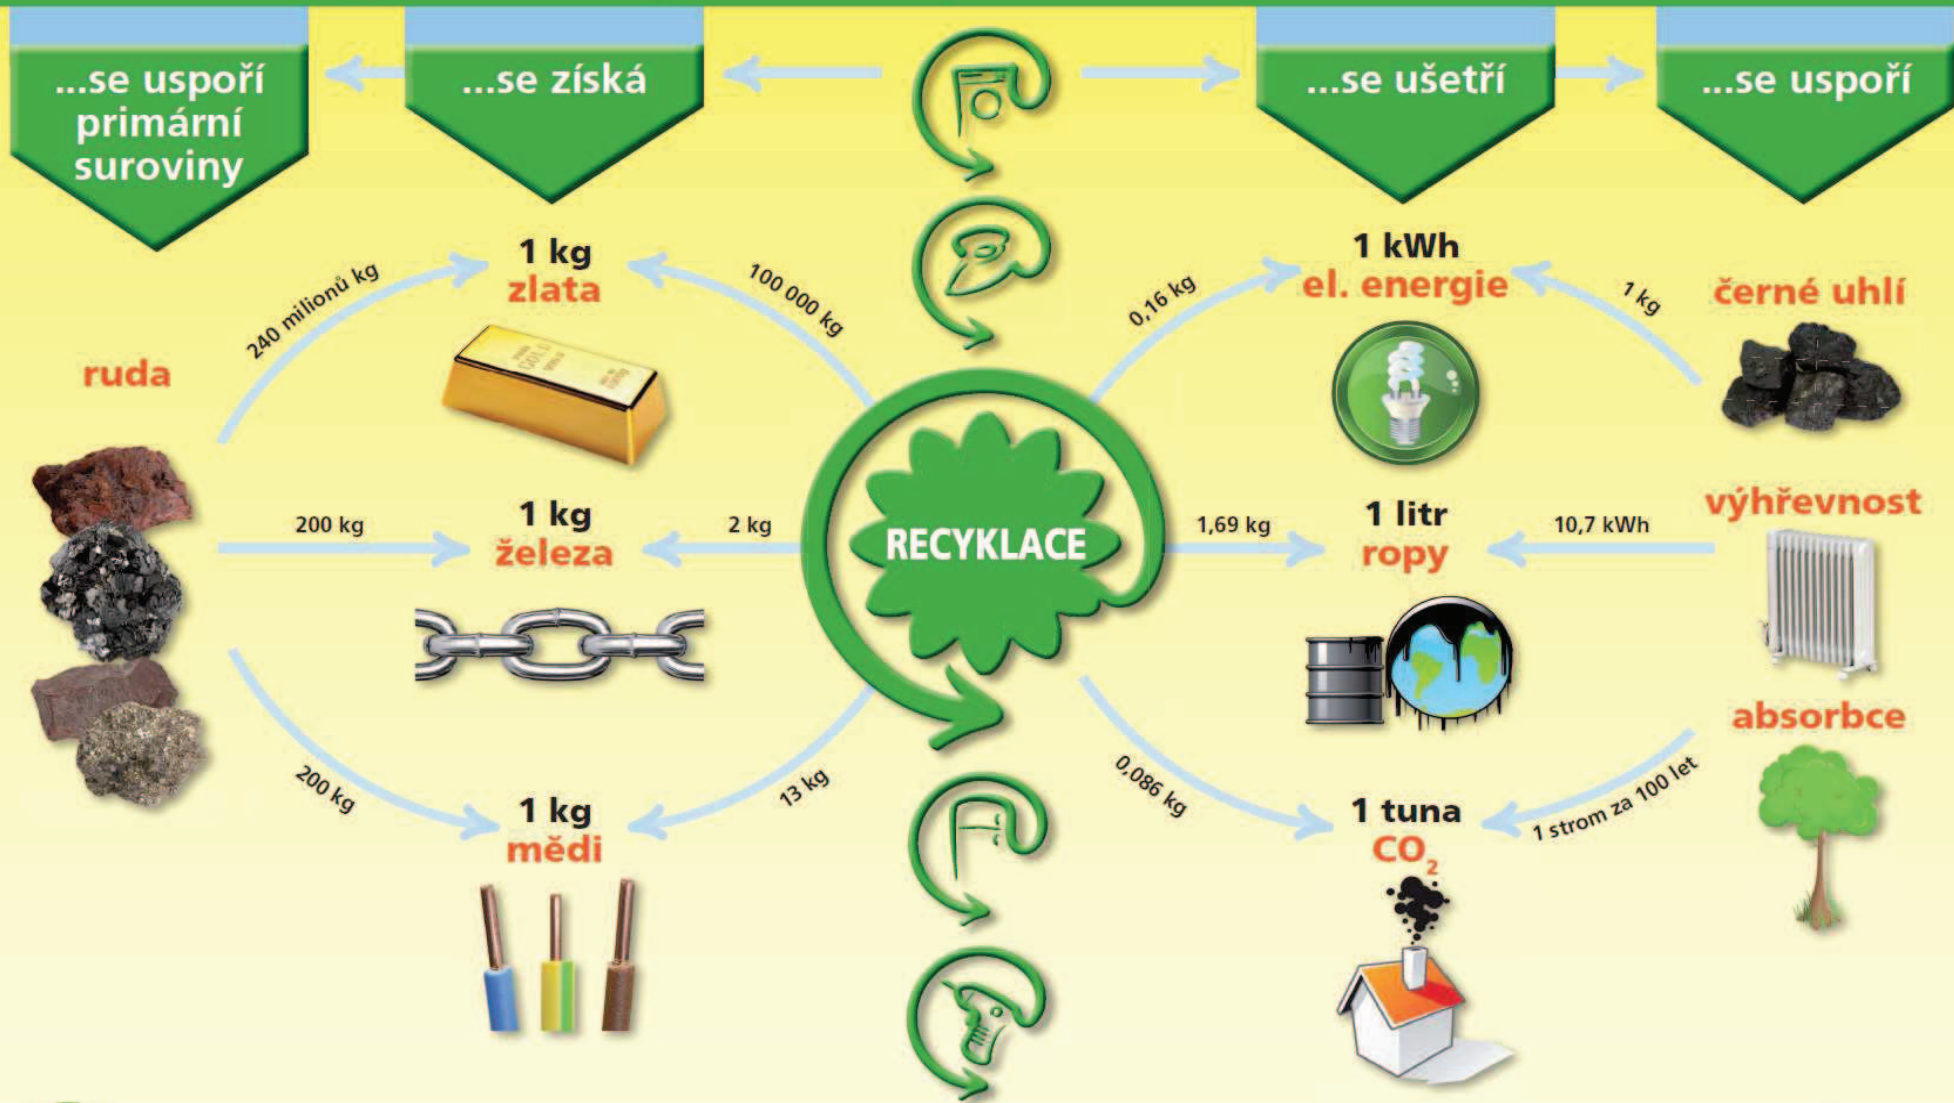 ...se uspoří
primární
suroviny
...se získá
...se ušetří
...se uspoří
ruda
240 milionů kg
1 kg
zlata
100 000 kg
200 kg
1 kg
železa
2 kg
200 kg
1 kg
mědi
13 kg
RECYKLACE
0,16 kg
1 kWh
el. energie
1 kg
černé uhlí
1,69 kg
1 litr
ropy
10,7 kWh
výhřevnost
0,086 kg
1 tuna
CO₂
1 strom za 100 let
absorbce